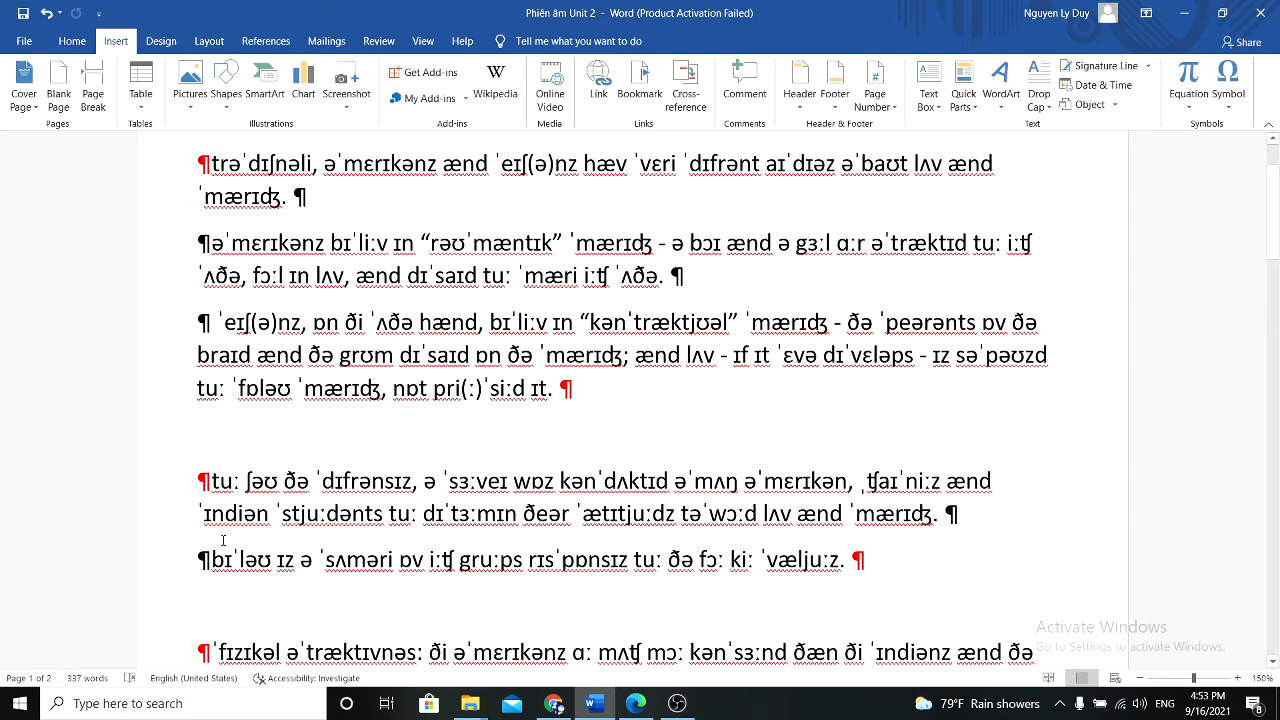 Phiên âm Unit 2 - Word (Product Activation Failed)
Nguyen Ly Duy
File Home Insert Design Layout References Mailings Review View Help Tell me what you want to do Share
Cover Page Blank Page Page Break Table Pictures Shapes SmartArt Chart Screenshot Get Add-ins My Add-ins Wikipedia Online Video Link Bookmark Cross-reference Comment Header Footer Page Number Text Box Quick Parts WordArt Drop Cap Signature Line Date & Time Object Equation Symbol
Pages Tables Illustrations Add-ins Media Links Comments Header & Footer Text Symbols
¶trəˈdɪʃnəli, əˈmɛrɪkənz ænd ˈeɪʃ(ə)nz hæv ˈvɛri ˈdɪfrənt aɪˈdɪəz əˈbaʊt lʌv ænd
ˈmærɪʤ. ¶
¶əˈmɛrɪkənz bɪˈliːv ɪn “rəʊˈmæntɪk” ˈmærɪʤ - ə bɔɪ ænd ə gɜːl ɑːr əˈtræktɪd tuː iːʧ
ˈʌðə, fɔːl ɪn lʌv, ænd dɪˈsaɪd tuː ˈmæri iːʧ ˈʌðə. ¶
¶ ˈeɪʃ(ə)nz, ɒn ði ˈʌðə hænd, bɪˈliːv ɪn “kənˈtræktjʊəl” ˈmærɪʤ - ðə ˈpeərənts ɒv ðə
braɪd ænd ðə grʊm dɪˈsaɪd ɒn ðə ˈmærɪʤ; ænd lʌv - ɪf ɪt ˈɛvə dɪˈvɛləps - ɪz səˈpəʊzd
tuː ˈfɒləʊ ˈmærɪʤ, nɒt pri(ː)ˈsiːd ɪt. ¶
¶tuː ʃəʊ ðə ˈdɪfrənsɪz, ə ˈsɜːveɪ wɒz kənˈdʌktɪd əˈmʌŋ əˈmɛrɪkən, ˌʧaɪˈniːz ænd
ˈɪndiən ˈstjuːdənts tuː dɪˈtɜːmɪn ðeər ˈætɪtjuːdz təˈwɔːd lʌv ænd ˈmærɪʤ. ¶
¶bɪˈləʊ ɪz ə ˈsʌməri ɒv iːʧ gruːps rɪsˈpɒnsɪz tuː ðə fɔː kiː ˈvæljuːz. ¶
¶ˈfɪzɪkəl əˈtræktɪvnəs: ði əˈmɛrɪkənz ɑː mʌʧ mɔː kənˈsɜːnd ðæn ði ˈɪndiənz ænd ðə
Activate Windows
Go to Settings to activate Windows.
Page 1 of 2 337 words English (United States) Accessibility: Investigate 150%
Type here to search 79°F Rain showers ENG 4:53 PM
9/16/2021 8